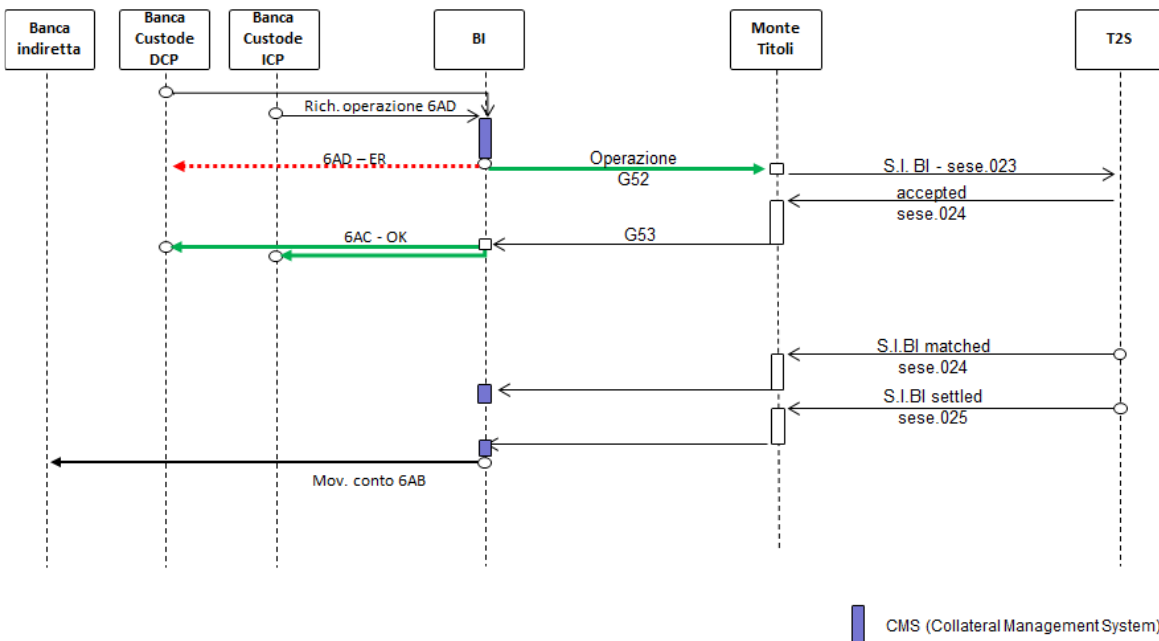 Banca
indiretta
Banca
Custode
DCP
Banca
Custode
ICP
BI
Monte
Titoli
T2S
Rich. operazione 6AD
6AD – ER
Operazione
G52
S.I. BI - sese.023
accepted
sese.024
6AC - OK
G53
S.I.BI matched
sese.024
S.I.BI settled
sese.025
Mov. conto 6AB
CMS (Collateral Management System)